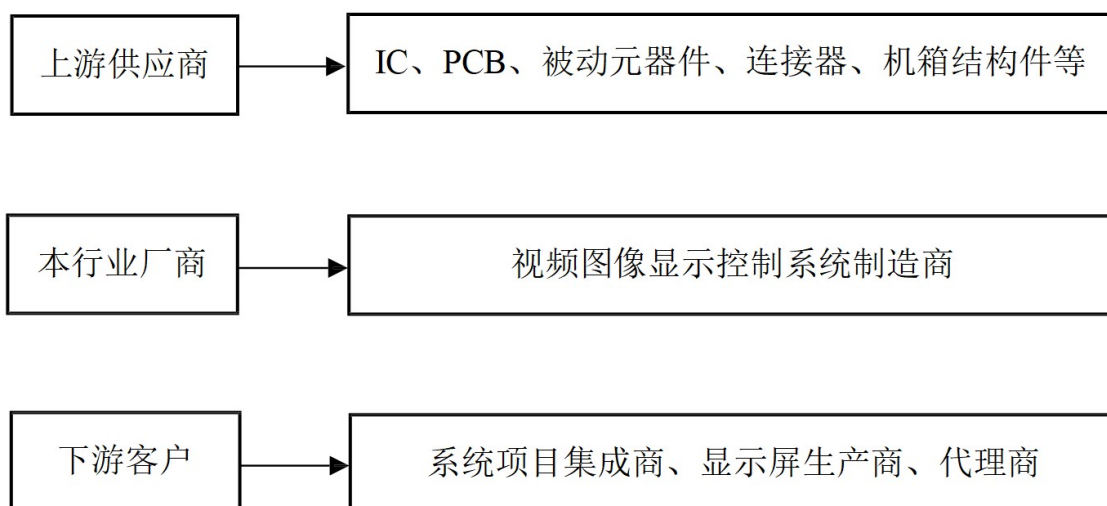 上游供应商
IC、PCB、被动元器件、连接器、机箱结构件等
本行业厂商
视频图像显示控制系统制造商
下游客户
系统项目集成商、显示屏生产商、代理商